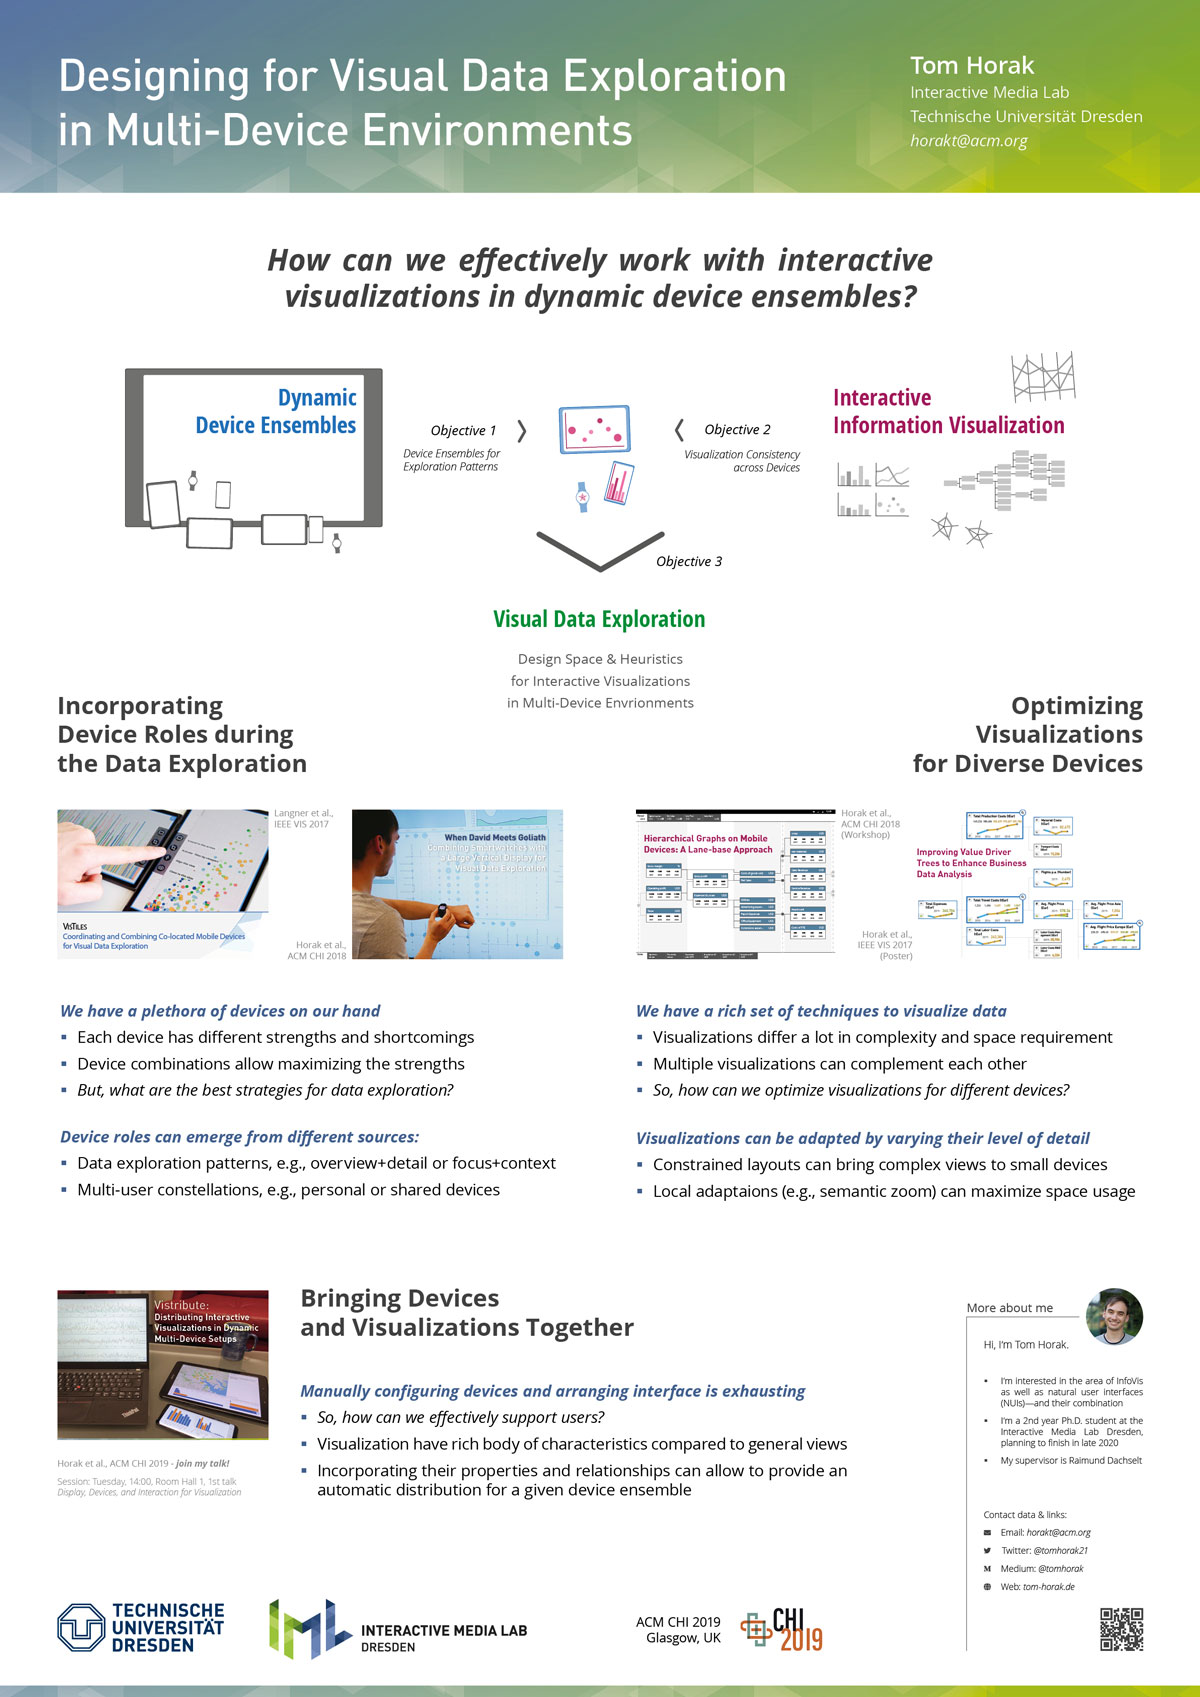 Designing for Visual Data Exploration
in Multi-Device Environments
Tom Horak
Interactive Media Lab
Technische Universität Dresden
horakt@acm.org
How can we effectively work with interactive
visualizations in dynamic device ensembles?
Dynamic
Device Ensembles
Objective 1
Device Ensembles for
Exploration Patterns
Objective 2
Visualization Consistency
across Devices
Interactive
Information Visualization
Objective 3
Visual Data Exploration
Design Space & Heuristics
for Interactive Visualizations
in Multi-Device Envrionments
Incorporating
Device Roles during
the Data Exploration
Optimizing
Visualizations
for Diverse Devices
VISTILES
Coordinating and Combining Co-located Mobile Devices
for Visual Data Exploration
Langner et al.,
IEEE VIS 2017
Horak et al.,
ACM CHI 2018
When David Meets Goliath
Combining Smartwatches with
a Large Vertical Display for
Visual Data Exploration
Hierarchical Graphs on Mobile
Devices: A Lane-base Approach
Horak et al.,
ACM CHI 2018
(Workshop)
Horak et al.,
IEEE VIS 2017
(Poster)
Improving Value Driver
Trees to Enhance Business
Data Analysis
We have a plethora of devices on our hand
▪ Each device has different strengths and shortcomings
▪ Device combinations allow maximizing the strengths
▪ But, what are the best strategies for data exploration?
Device roles can emerge from different sources:
▪ Data exploration patterns, e.g., overview+detail or focus+context
▪ Multi-user constellations, e.g., personal or shared devices
We have a rich set of techniques to visualize data
▪ Visualizations differ a lot in complexity and space requirement
▪ Multiple visualizations can complement each other
▪ So, how can we optimize visualizations for different devices?
Visualizations can be adapted by varying their level of detail
▪ Constrained layouts can bring complex views to small devices
▪ Local adaptaions (e.g., semantic zoom) can maximize space usage
Vistribute:
Distributing Interactive
Visualizations in Dynamic
Multi-Device Setups
ThinkPad
Horak et al., ACM CHI 2019 - join my talk!
Session: Tuesday, 14:00, Room Hall 1, 1st talk
Display, Devices, and Interaction for Visualization
Bringing Devices
and Visualizations Together
Manually configuring devices and arranging interface is exhausting
▪ So, how can we effectively support users?
▪ Visualization have rich body of characteristics compared to general views
▪ Incorporating their properties and relationships can allow to provide an
automatic distribution for a given device ensemble
More about me
Hi, I'm Tom Horak.
▪ I'm interested in the area of InfoVis
as well as natural user interfaces
(NUIs)—and their combination
▪ I'm a 2nd year Ph.D. student at the
Interactive Media Lab Dresden,
planning to finish in late 2020
▪ My supervisor is Raimund Dachselt
Contact data & links:
Email: horakt@acm.org
Twitter: @tomhorak21
Medium: @tomhorak
Web: tom-horak.de
TECHNISCHE
UNIVERSITÄT
DRESDEN
INTERACTIVE MEDIA LAB
DRESDEN
ACM CHI 2019
Glasgow, UK
CHI
2019